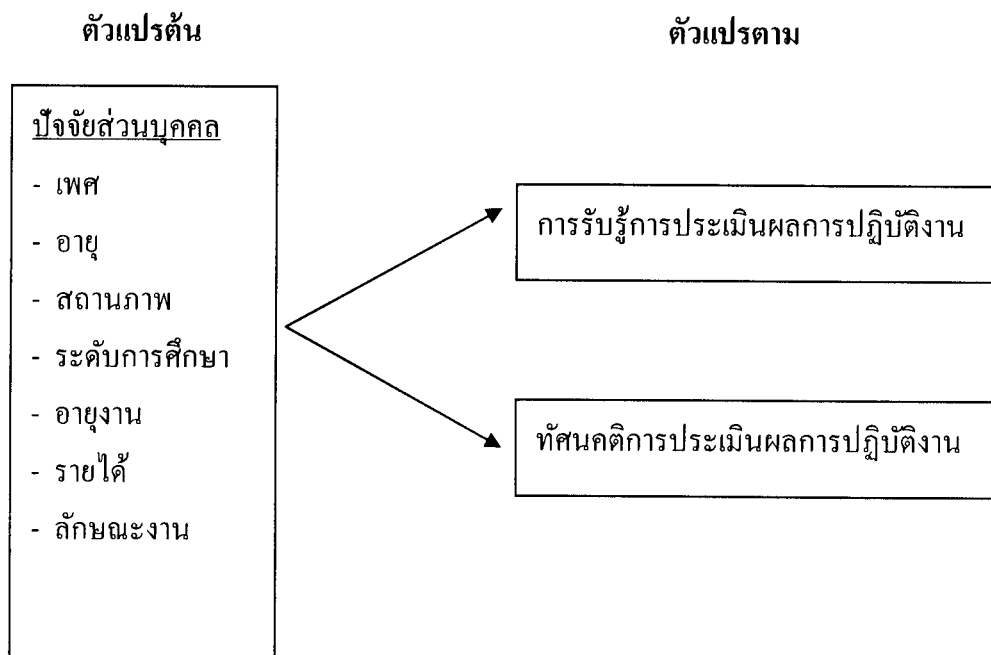 ตัวแปรต้น
ตัวแปรตาม
ปัจจัยส่วนบุคคล
- เพศ
- อายุ
- สถานภาพ
- ระดับการศึกษา
- อายุงาน
- รายได้
- ลักษณะงาน
การรับรู้การประเมินผลการปฏิบัติงาน
ทัศนคติการประเมินผลการปฏิบัติงาน